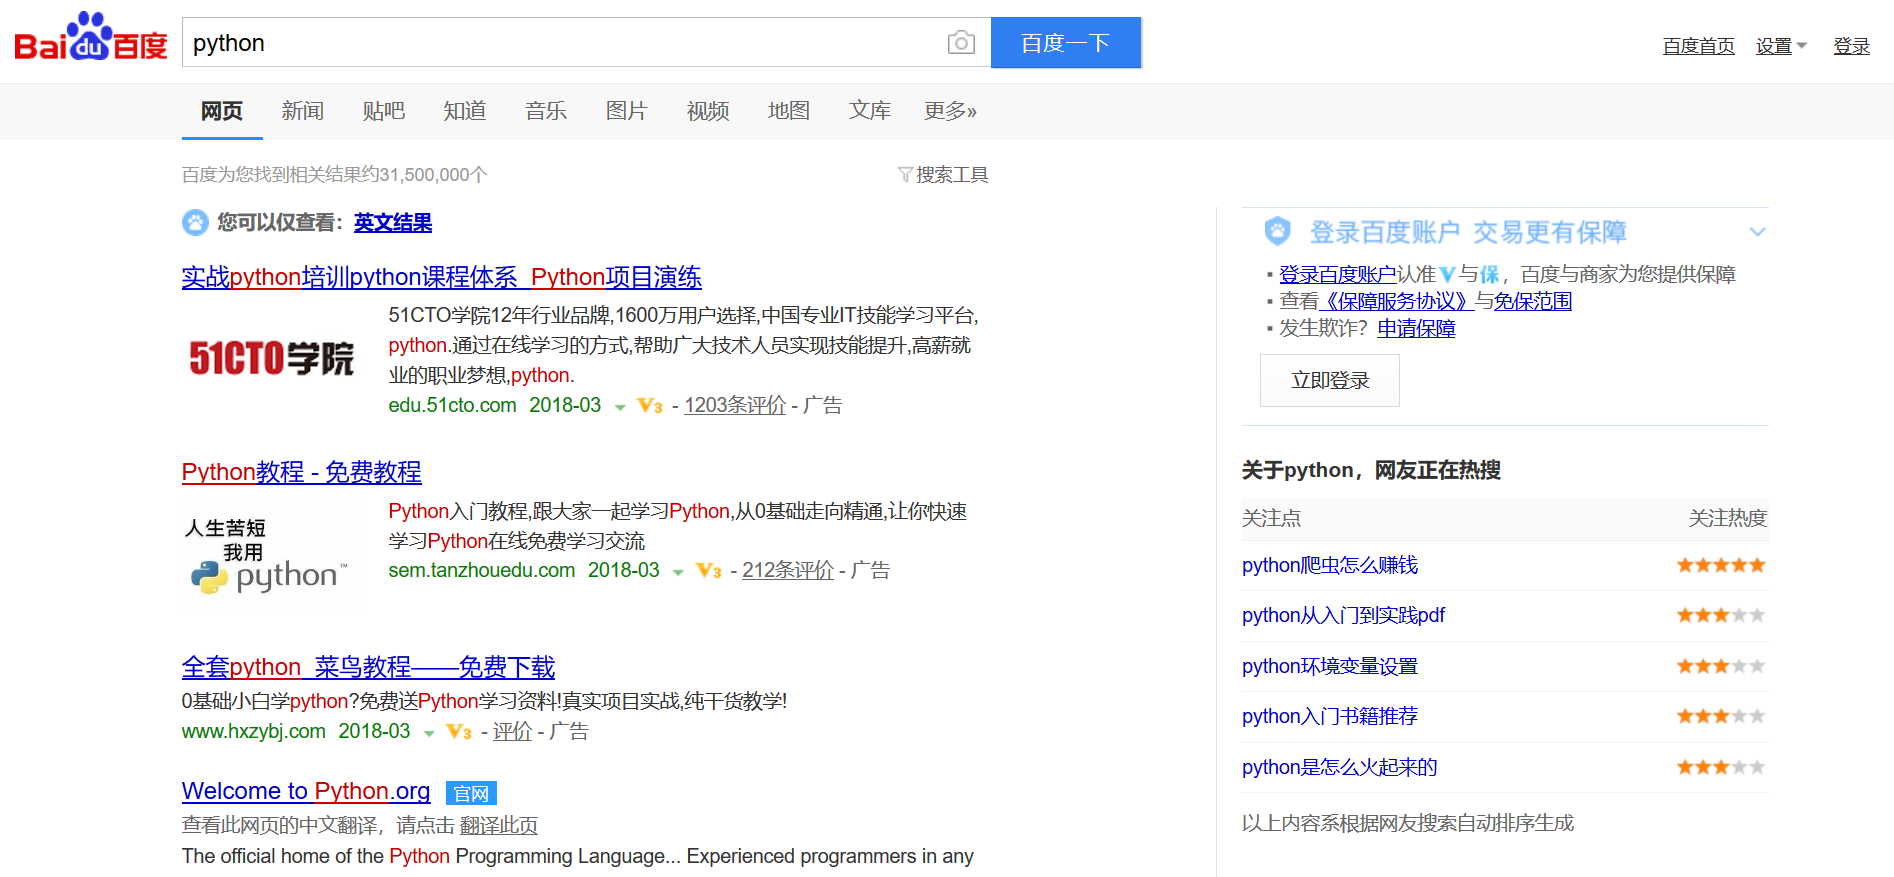 Bai du 百度
python
百度一下
百度首页 设置 登录
网页 新闻 贴吧 知道 音乐 图片 视频 地图 文库 更多»
百度为您找到相关结果约31,500,000个
搜索工具
您可以仅查看：英文结果
实战python培训python课程体系_Python项目演练
51CTO学院
51CTO学院12年行业品牌,1600万用户选择,中国专业IT技能学习平台,
python.通过在线学习的方式,帮助广大技术人员实现技能提升,高薪就
业的职业梦想,python.
edu.51cto.com 2018-03 V3 - 1203条评价 - 广告
Python教程 - 免费教程
人生苦短
我用
python™
Python入门教程,跟大家一起学习Python,从0基础走向精通,让你快速
学习Python在线免费学习交流
sem.tanzhouedu.com 2018-03 V3 - 212条评价 - 广告
全套python_菜鸟教程——免费下载
0基础小白学python?免费送Python学习资料!真实项目实战,纯干货教学!
www.hxzybj.com 2018-03 V3 - 评价 - 广告
Welcome to Python.org 官网
查看此网页的中文翻译，请点击 翻译此页
The official home of the Python Programming Language... Experienced programmers in any
登录百度账户 交易更有保障
登录百度账户认准V与保，百度与商家为您提供保障
查看《保障服务协议》与免保范围
发生欺诈？申请保障
立即登录
关于python，网友正在热搜
关注点 关注热度
python爬虫怎么赚钱
python从入门到实践pdf
python环境变量设置
python入门书籍推荐
python是怎么火起来的
以上内容系根据网友搜索自动排序生成